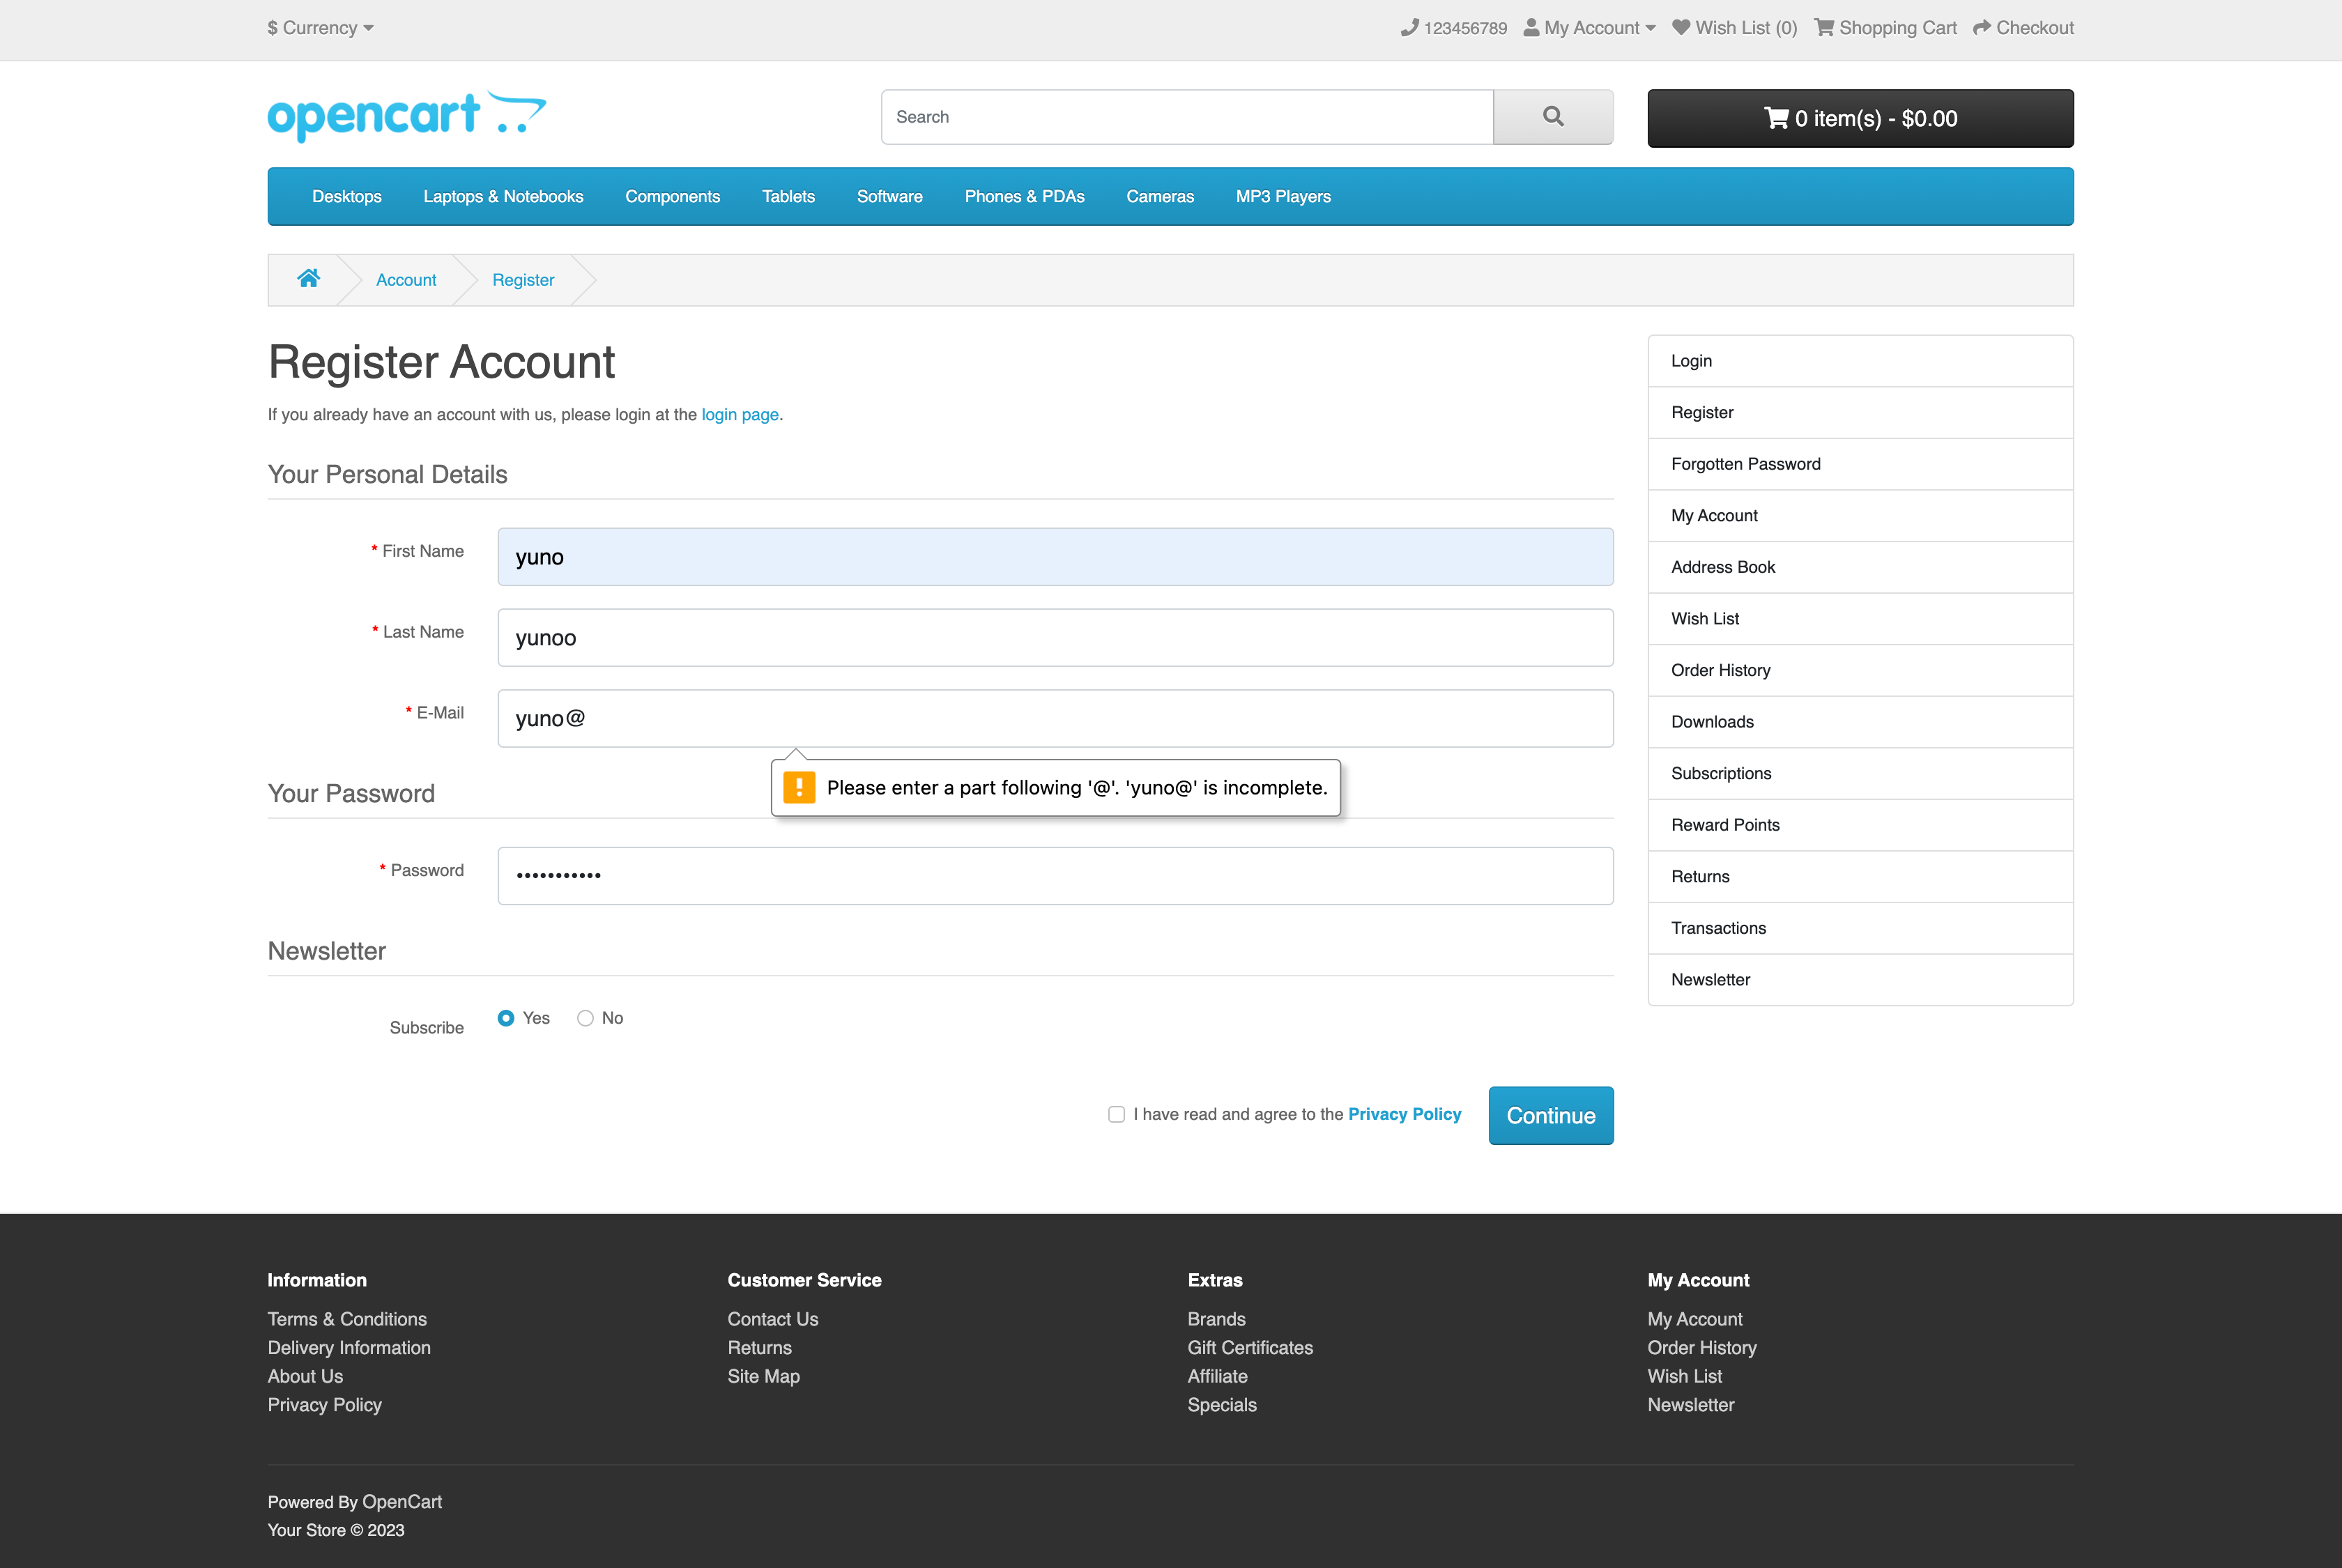 $ Currency
123456789 My Account Wish List (0) Shopping Cart Checkout
opencart
Search
0 item(s) - $0.00
Desktops Laptops & Notebooks Components Tablets Software Phones & PDAs Cameras MP3 Players
Account Register
Register Account
If you already have an account with us, please login at the login page.
Your Personal Details
* First Name yuno
* Last Name yunoo
* E-Mail yuno@
Please enter a part following '@'. 'yuno@' is incomplete.
Your Password
* Password •••••••••••
Newsletter
Subscribe Yes No
I have read and agree to the Privacy Policy Continue
Login
Register
Forgotten Password
My Account
Address Book
Wish List
Order History
Downloads
Subscriptions
Reward Points
Returns
Transactions
Newsletter
Information
Terms & Conditions
Delivery Information
About Us
Privacy Policy
Customer Service
Contact Us
Returns
Site Map
Extras
Brands
Gift Certificates
Affiliate
Specials
My Account
My Account
Order History
Wish List
Newsletter
Powered By OpenCart
Your Store © 2023